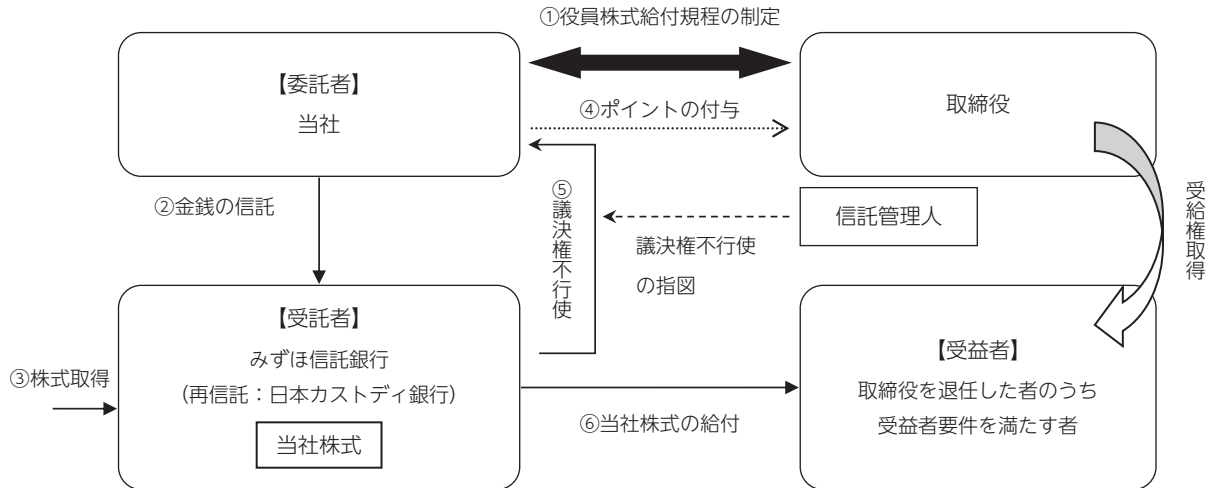 ①役員株式給付規程の制定
【委託者】
当社
④ポイントの付与
取締役
②金銭の信託
⑤議決権不行使
議決権不行使
の指図
信託管理人
受給権取得
③株式取得
【受託者】
みずほ信託銀行
(再信託：日本カストディ銀行)
当社株式
⑥当社株式の給付
【受益者】
取締役を退任した者のうち
受益者要件を満たす者